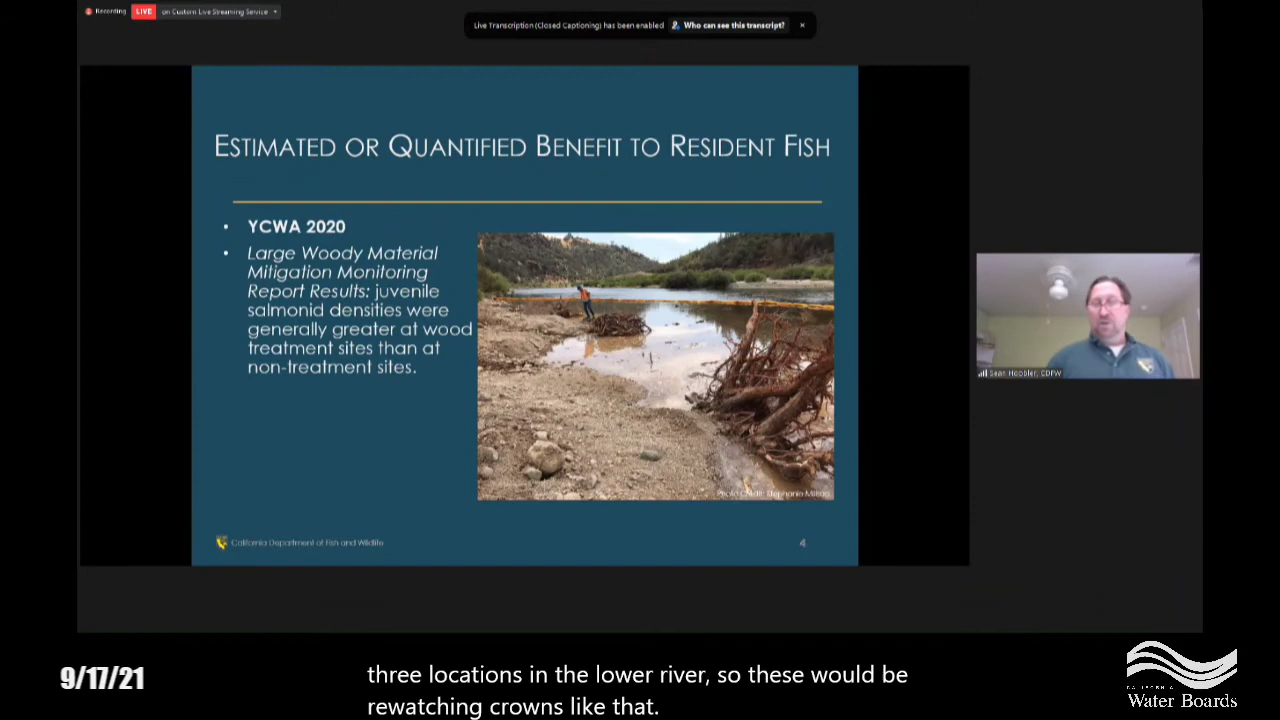 Recording
LIVE
on Custom Live Streaming Service
Live Transcription (Closed Captioning) has been enabled
Who can see this transcript?
ESTIMATED OR QUANTIFIED BENEFIT TO RESIDENT FISH
• YCWA 2020
• Large Woody Material
Mitigation Monitoring
Report Results: juvenile
salmonid densities were
generally greater at wood
treatment sites than at
non-treatment sites.
Photo Credit: Stephanie
California Department of Fish and Wildlife
4
Sean Hoobler, CDFW
9/17/21
three locations in the lower river, so these would be
rewatching crowns like that.
CALIFORNIA
Water Boards